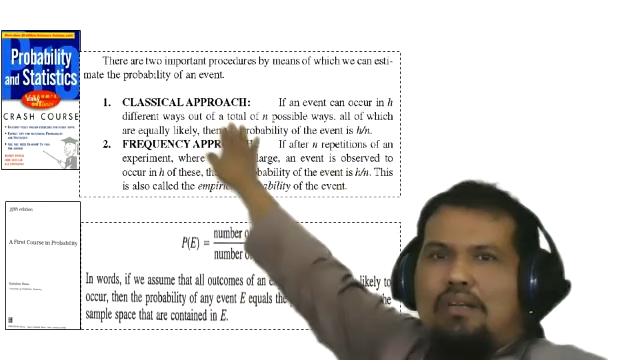 Probability
and Statistics
CRASH COURSE
There are two important procedures by means of which we can esti-
mate the probability of an event.
1. CLASSICAL APPROACH: If an event can occur in h
different ways out of a total of n possible ways, all of which
are equally likely, then probability of the event is h/n.
2. FREQUENCY If after n repetitions of an
experiment, where large, an event is observed to
occur in h of these, the probability of the event is h/n. This
is also called the empirical probability of the event.
fifth edition
A First Course in Probability
P(E) = number
number
In words, if we assume that all outcomes of an likely to
occur, then the probability of any event E equals the the
sample space that are contained in E.